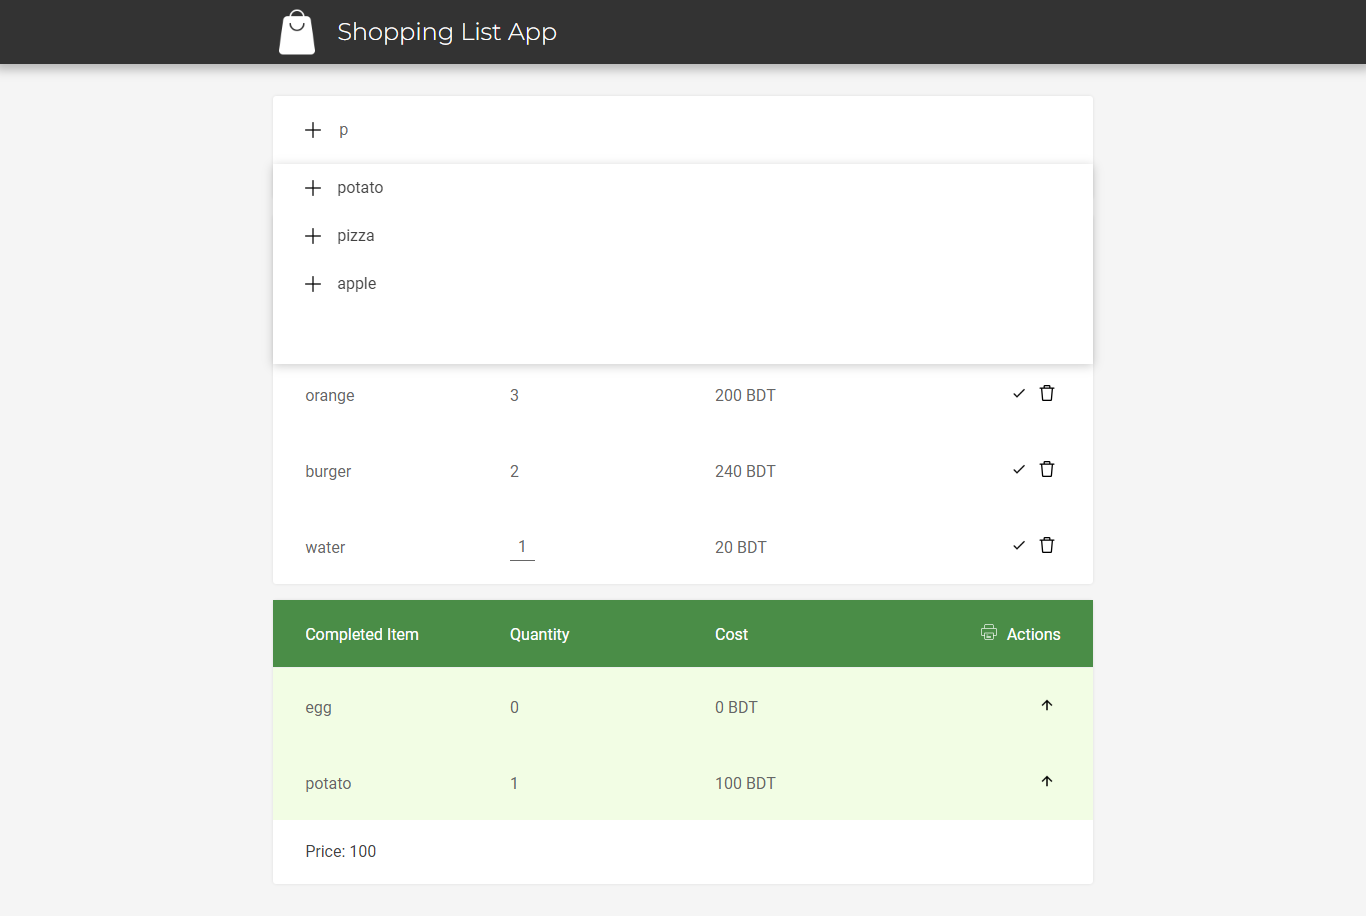 Shopping List App
p
potato
pizza
apple
orange 3 200 BDT
burger 2 240 BDT
water 1 20 BDT
Completed Item Quantity Cost Actions
egg 0 0 BDT
potato 1 100 BDT
Price: 100